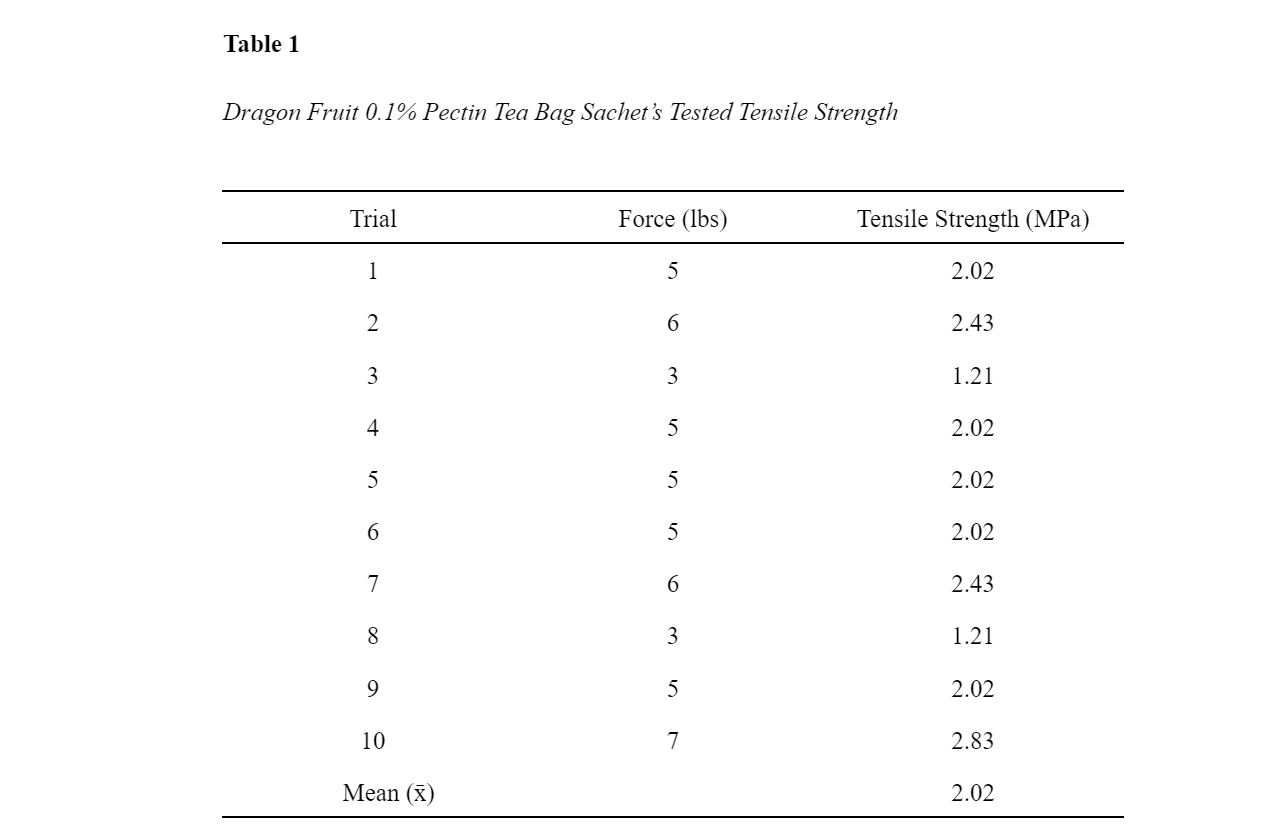 Table 1
Dragon Fruit 0.1% Pectin Tea Bag Sachet’s Tested Tensile Strength
Trial Force (lbs) Tensile Strength (MPa)
1 5 2.02
2 6 2.43
3 3 1.21
4 5 2.02
5 5 2.02
6 5 2.02
7 6 2.43
8 3 1.21
9 5 2.02
10 7 2.83
Mean (x̄) 2.02